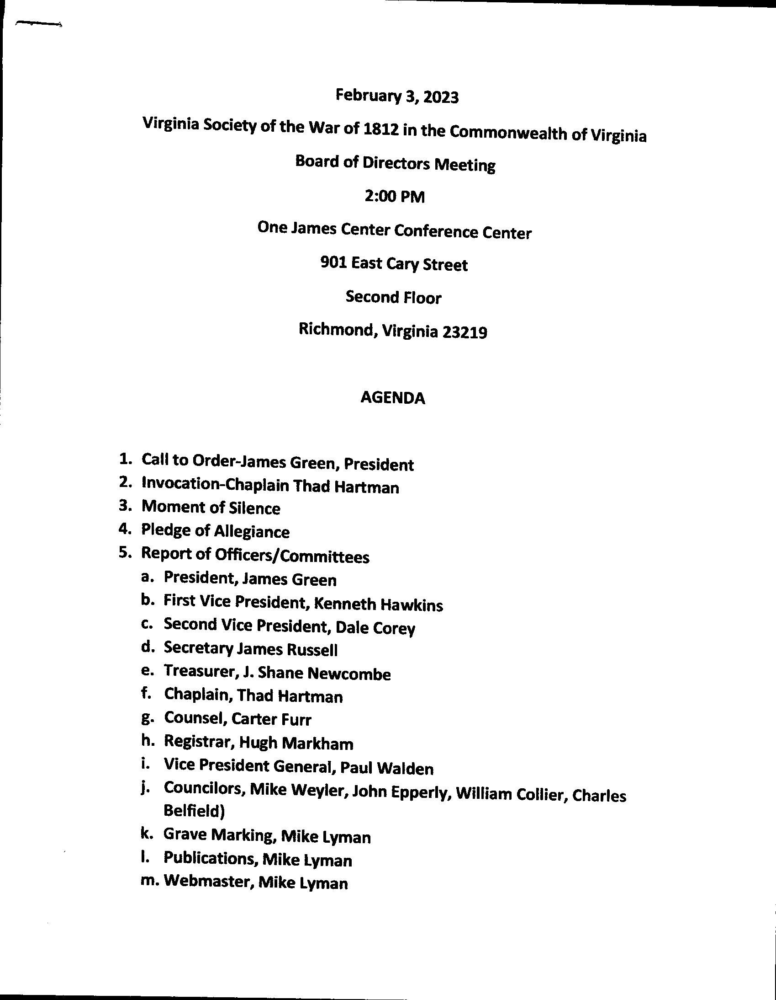 February 3, 2023
Virginia Society of the War of 1812 in the Commonwealth of Virginia
Board of Directors Meeting
2:00 PM
One James Center Conference Center
901 East Cary Street
Second Floor
Richmond, Virginia 23219
AGENDA
1. Call to Order-James Green, President
2. Invocation-Chaplain Thad Hartman
3. Moment of Silence
4. Pledge of Allegiance
5. Report of Officers/Committees
a. President, James Green
b. First Vice President, Kenneth Hawkins
c. Second Vice President, Dale Corey
d. Secretary James Russell
e. Treasurer, J. Shane Newcombe
f. Chaplain, Thad Hartman
g. Counsel, Carter Furr
h. Registrar, Hugh Markham
i. Vice President General, Paul Walden
j. Councilors, Mike Weyler, John Epperly, William Collier, Charles
Belfield)
k. Grave Marking, Mike Lyman
l. Publications, Mike Lyman
m. Webmaster, Mike Lyman